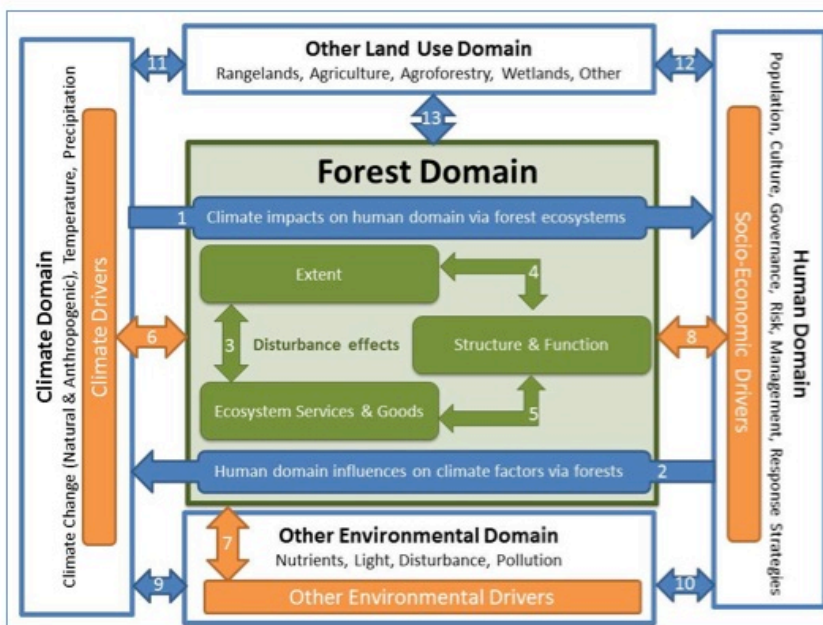 Other Land Use Domain
Rangelands, Agriculture, Agroforestry, Wetlands, Other
11
12
13
Climate Domain
Climate Change (Natural & Anthropogenic), Temperature, Precipitation
Climate Drivers
Forest Domain
1 Climate impacts on human domain via forest ecosystems
Extent
4
6
3
Disturbance effects
Structure & Function
8
Ecosystem Services & Goods
5
Human domain influences on climate factors via forests 2
Socio-Economic Drivers
Human Domain
Population, Culture, Governance, Risk, Management, Response Strategies
7
Other Environmental Domain
Nutrients, Light, Disturbance, Pollution
9
10
Other Environmental Drivers